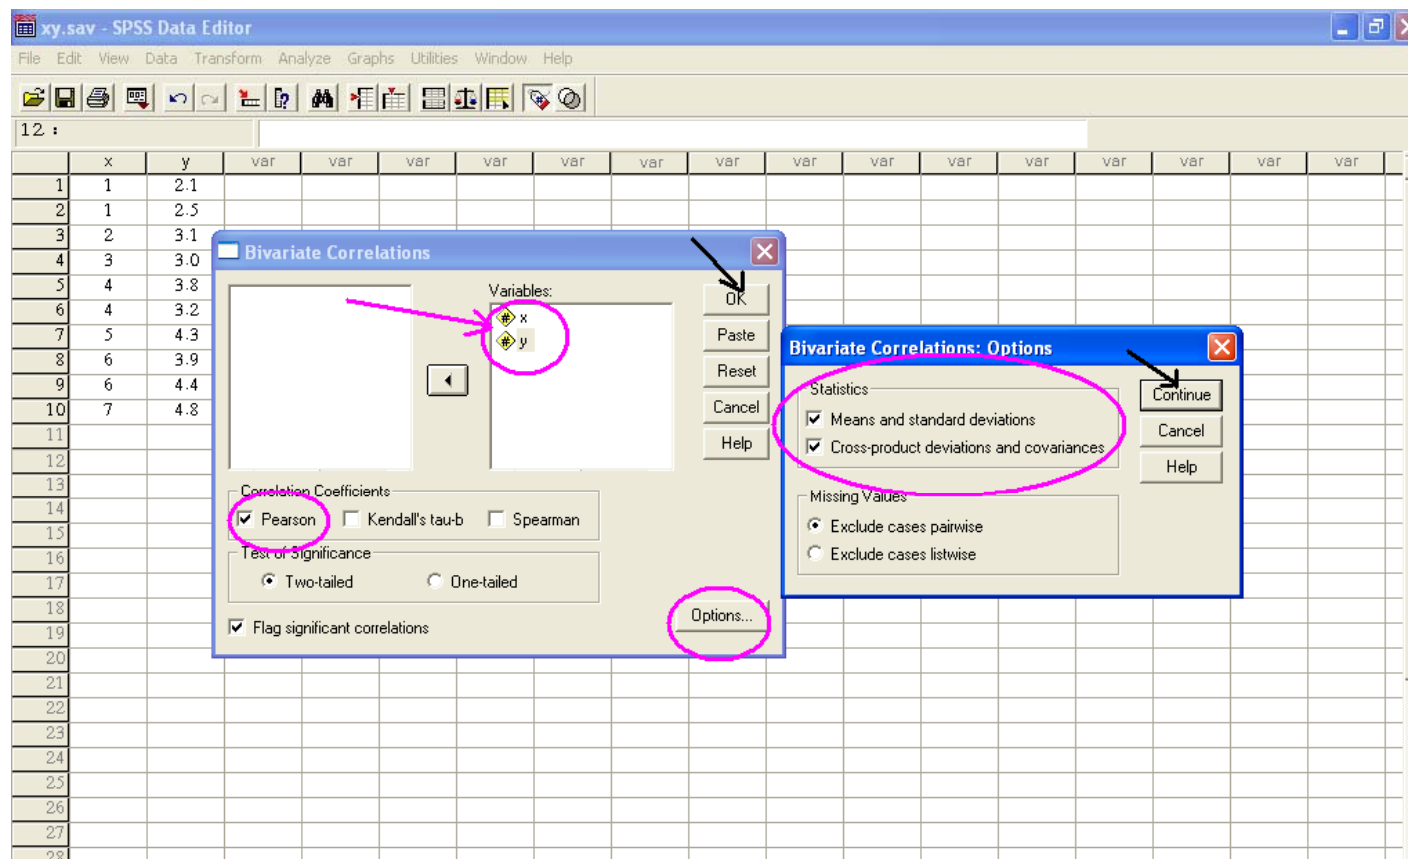 SPSS
xy.sav - SPSS Data Editor
File Edit View Data Transform Analyze Graphs Utilities Window Help
12 :
x y var var var var var var var var var var var var var var var
1 1 2.1
2 1 2.5
3 2 3.1
4 3 3.0
5 4 3.8
6 4 3.2
7 5 4.3
8 6 3.9
9 6 4.4
10 7 4.8
11
12
13
14
15
16
17
18
19
20
21
22
23
24
25
26
27
28
Bivariate Correlations
Variables:
# x
# y
OK
Paste
Reset
Cancel
Help
Correlation Coefficients
Pearson Kendall's tau-b Spearman
Test of Significance
Two-tailed One-tailed
Flag significant correlations
Options...
Bivariate Correlations: Options
Statistics
Means and standard deviations
Cross-product deviations and covariances
Missing Values
Exclude cases pairwise
Exclude cases listwise
Continue
Cancel
Help